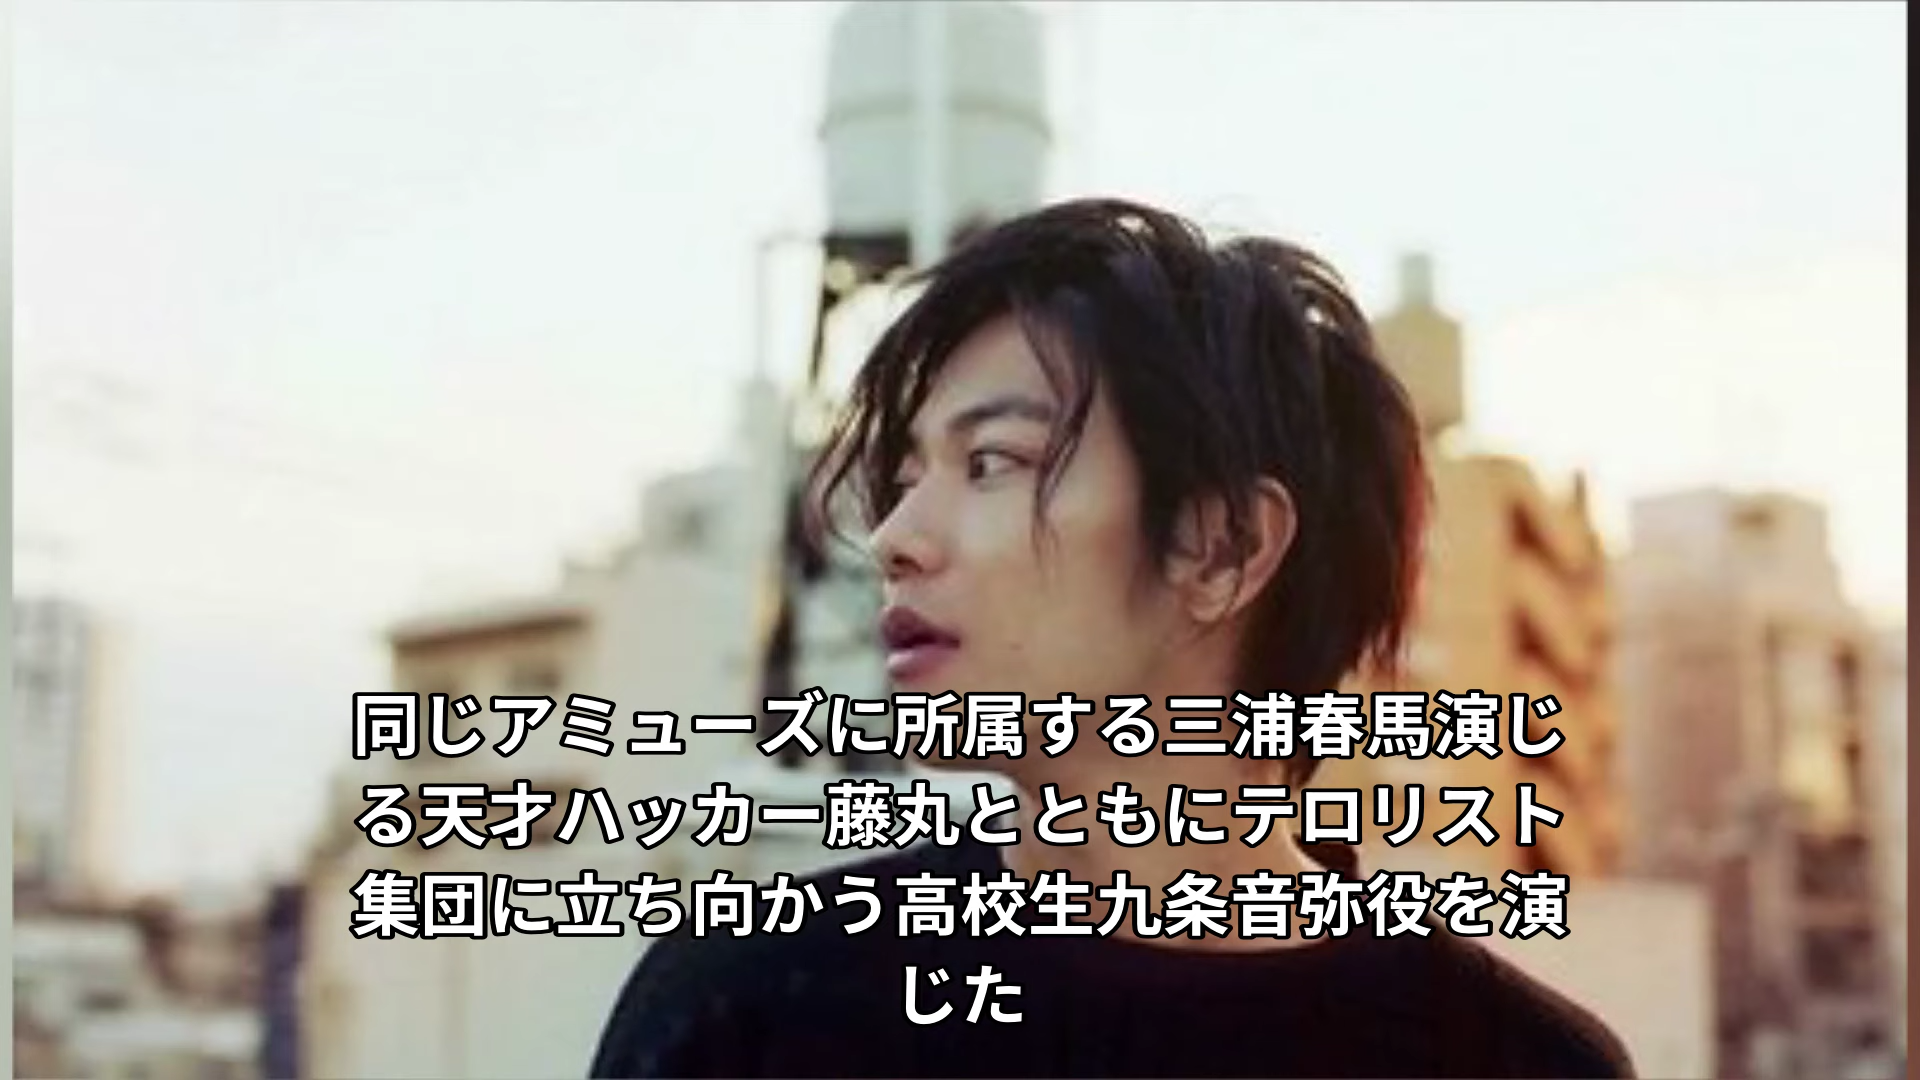 同じアミューズに所属する三浦春馬演じ
る天才ハッカー藤丸とともにテロリスト
集団に立ち向かう高校生九条音弥役を演
じた